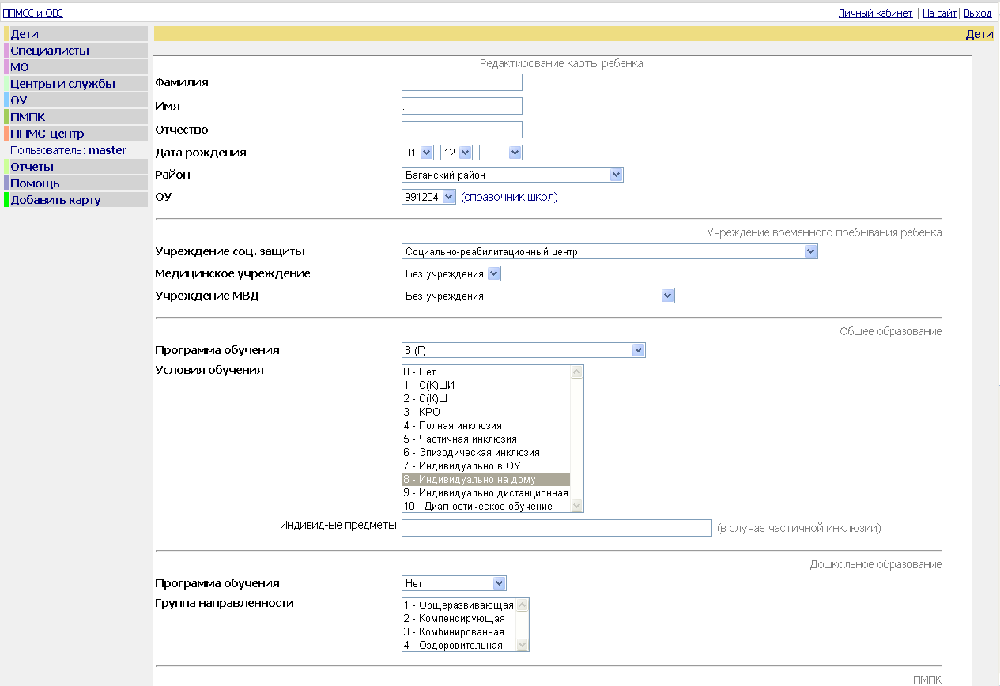 ППМСС и ОВЗ
Личный кабинет | На сайт | Выход
Дети
Специалисты
МО
Центры и службы
ОУ
ПМПК
ППМС-центр
Пользователь: master
Отчеты
Помощь
Добавить карту
Дети
Редактирование карты ребенка
Фамилия
Имя
Отчество
Дата рождения 01 12
Район Баганский район
ОУ 991204 (справочник школ)
Учреждение временного пребывания ребенка
Учреждение соц. защиты Социально-реабилитационный центр
Медицинское учреждение Без учреждения
Учреждение МВД Без учреждения
Общее образование
Программа обучения 8 (Г)
Условия обучения
0 - Нет
1 - С(К)ШИ
2 - С(К)Ш
3 - КРО
4 - Полная инклюзия
5 - Частичная инклюзия
6 - Эпизодическая инклюзия
7 - Индивидуально в ОУ
8 - Индивидуально на дому
9 - Индивидуально дистанционная
10 - Диагностическое обучение
Индивид-ые предметы (в случае частичной инклюзии)
Дошкольное образование
Программа обучения Нет
Группа направленности
1 - Общеразвивающая
2 - Компенсирующая
3 - Комбинированная
4 - Оздоровительная
ПМПК